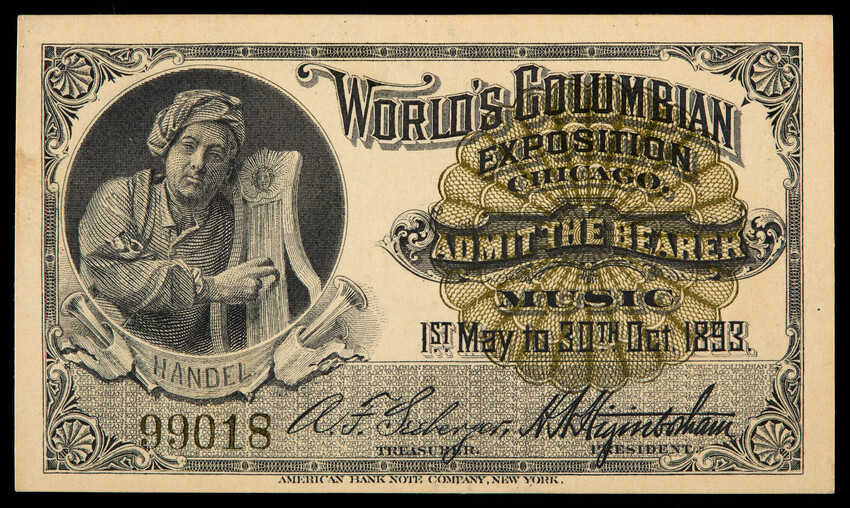 WORLD'S COLUMBIAN
EXPOSITION
CHICAGO,
ADMIT THE BEARER
MUSIC
1ST May to 30TH Oct. 1893.
HANDEL
99018
A. F. Seeberger, H. N. Higinbotham
TREASURER. PRESIDENT.
AMERICAN BANK NOTE COMPANY, NEW YORK.